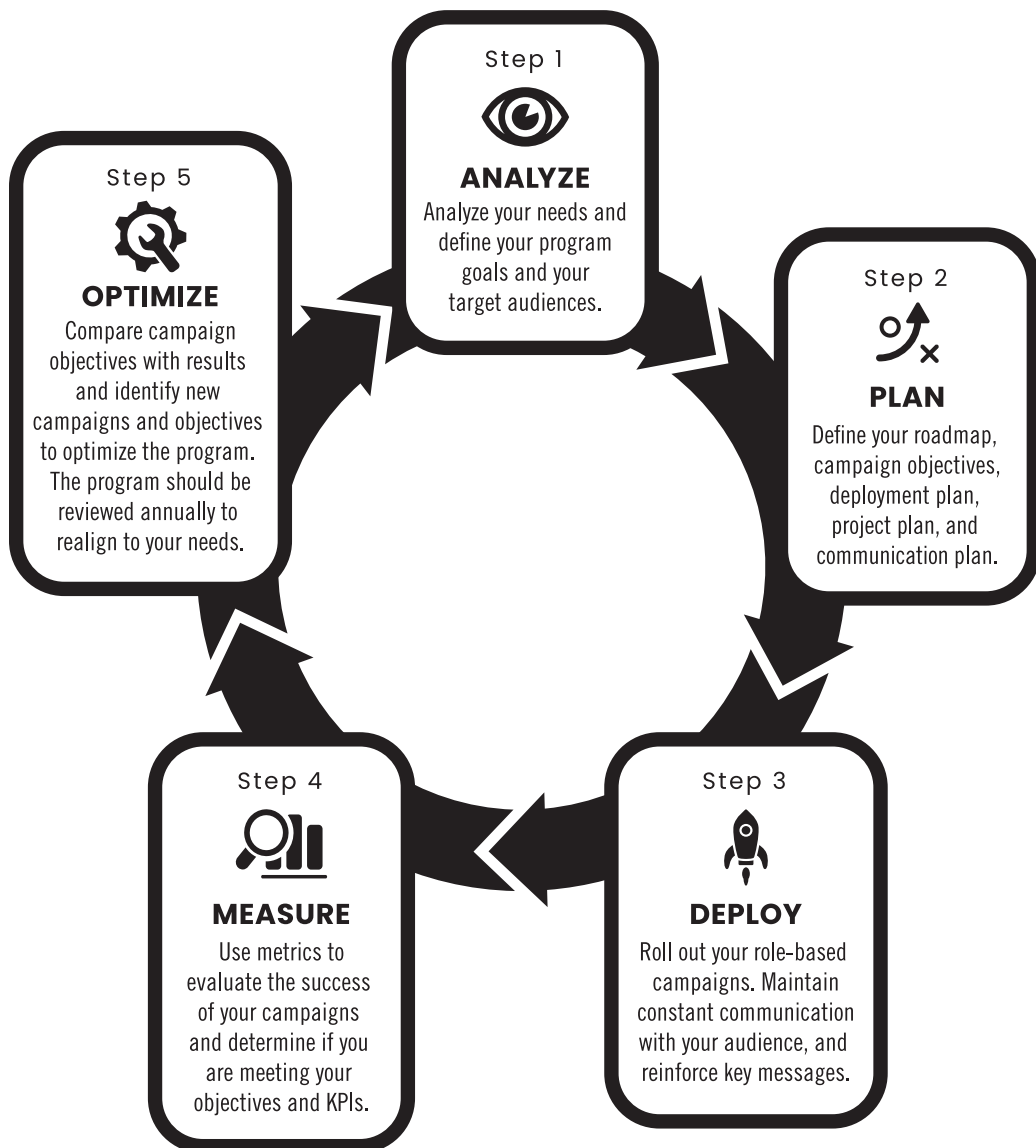 Step 1
ANALYZE
Analyze your needs and
define your program
goals and your
target audiences.
Step 2
PLAN
Define your roadmap,
campaign objectives,
deployment plan,
project plan, and
communication plan.
Step 3
DEPLOY
Roll out your role-based
campaigns. Maintain
constant communication
with your audience, and
reinforce key messages.
Step 4
MEASURE
Use metrics to
evaluate the success
of your campaigns
and determine if you
are meeting your
objectives and KPIs.
Step 5
OPTIMIZE
Compare campaign
objectives with results
and identify new
campaigns and objectives
to optimize the program.
The program should be
reviewed annually to
realign to your needs.